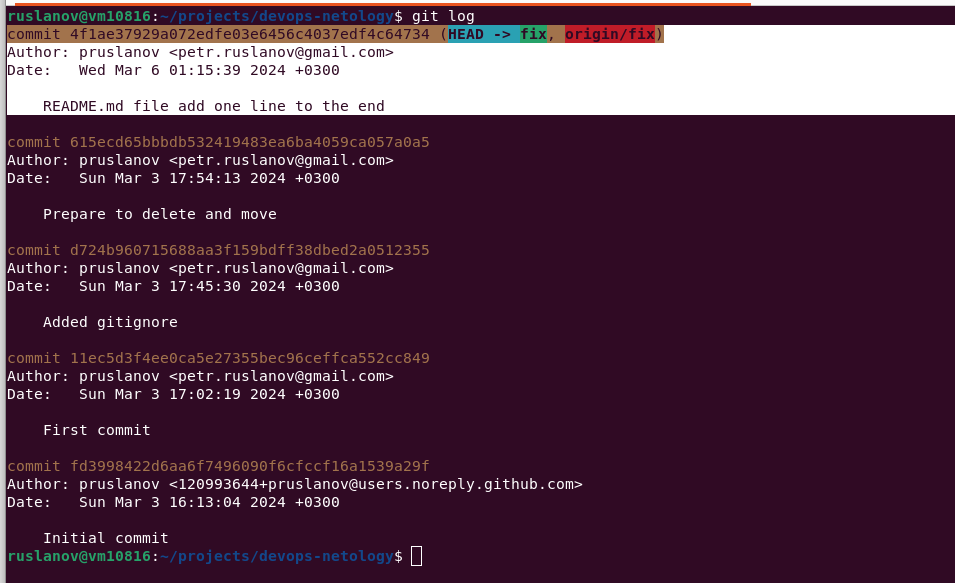 ruslanov@vm10816:~/projects/devops-netology$ git log
commit 4f1ae37929a072edfe03e6456c4037edf4c64734 (HEAD -> fix, origin/fix)
Author: pruslanov <petr.ruslanov@gmail.com>
Date:   Wed Mar 6 01:15:39 2024 +0300
    README.md file add one line to the end
commit 615ecd65bbbdb532419483ea6ba4059ca057a0a5
Author: pruslanov <petr.ruslanov@gmail.com>
Date:   Sun Mar 3 17:54:13 2024 +0300
    Prepare to delete and move
commit d724b960715688aa3f159bdff38dbed2a0512355
Author: pruslanov <petr.ruslanov@gmail.com>
Date:   Sun Mar 3 17:45:30 2024 +0300
    Added gitignore
commit 11ec5d3f4ee0ca5e27355bec96ceffca552cc849
Author: pruslanov <petr.ruslanov@gmail.com>
Date:   Sun Mar 3 17:02:19 2024 +0300
    First commit
commit fd3998422d6aa6f7496090f6cfccf16a1539a29f
Author: pruslanov <120993644+pruslanov@users.noreply.github.com>
Date:   Sun Mar 3 16:13:04 2024 +0300
    Initial commit
ruslanov@vm10816:~/projects/devops-netology$